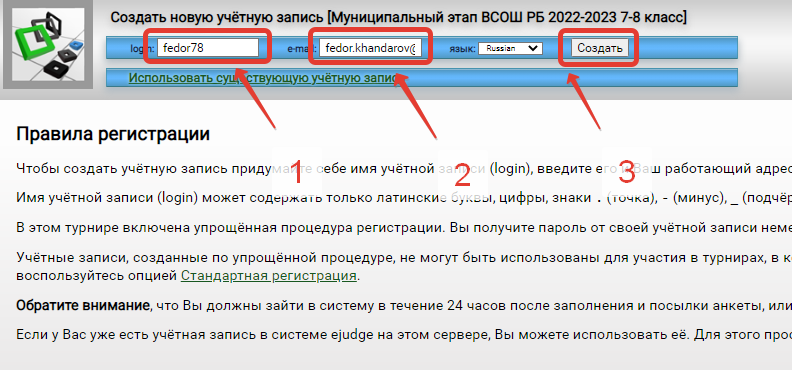 Создать новую учётную запись [Муниципальный этап ВСОШ РБ 2022-2023 7-8 класс]
login: fedor78 e-mail: fedor.khandarov@ язык: Russian Создать
Использовать существующую учётную запись
Правила регистрации
1 2 3
Чтобы создать учётную запись придумайте себе имя учётной записи (login), введите его и Ваш работающий адрес
Имя учётной записи (login) может содержать только латинские буквы, цифры, знаки . (точка), - (минус), _ (подчёр
В этом турнире включена упрощённая процедура регистрации. Вы получите пароль от своей учётной записи неме
Учётные записи, созданные по упрощённой процедуре, не могут быть использованы для участия в турнирах, в к
воспользуйтесь опцией Стандартная регистрация.
Обратите внимание, что Вы должны зайти в систему в течение 24 часов после заполнения и посылки анкеты, или
Если у Вас уже есть учётная запись в системе ejudge на этом сервере, Вы можете использовать её. Для этого прос